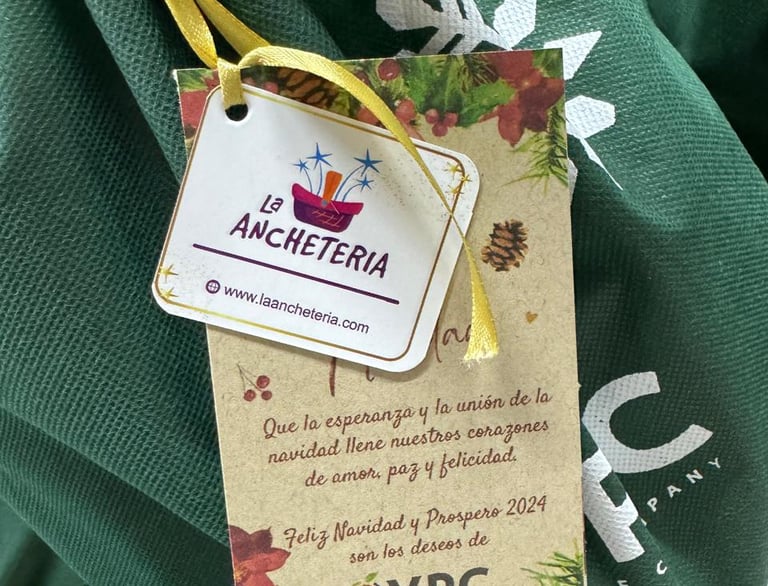 La
ANCHETERIA
www.laancheteria.com
Que la esperanza y la unión de la
navidad llene nuestros corazones
de amor, paz y felicidad.
Feliz Navidad y Prospero 2024
son los deseos de